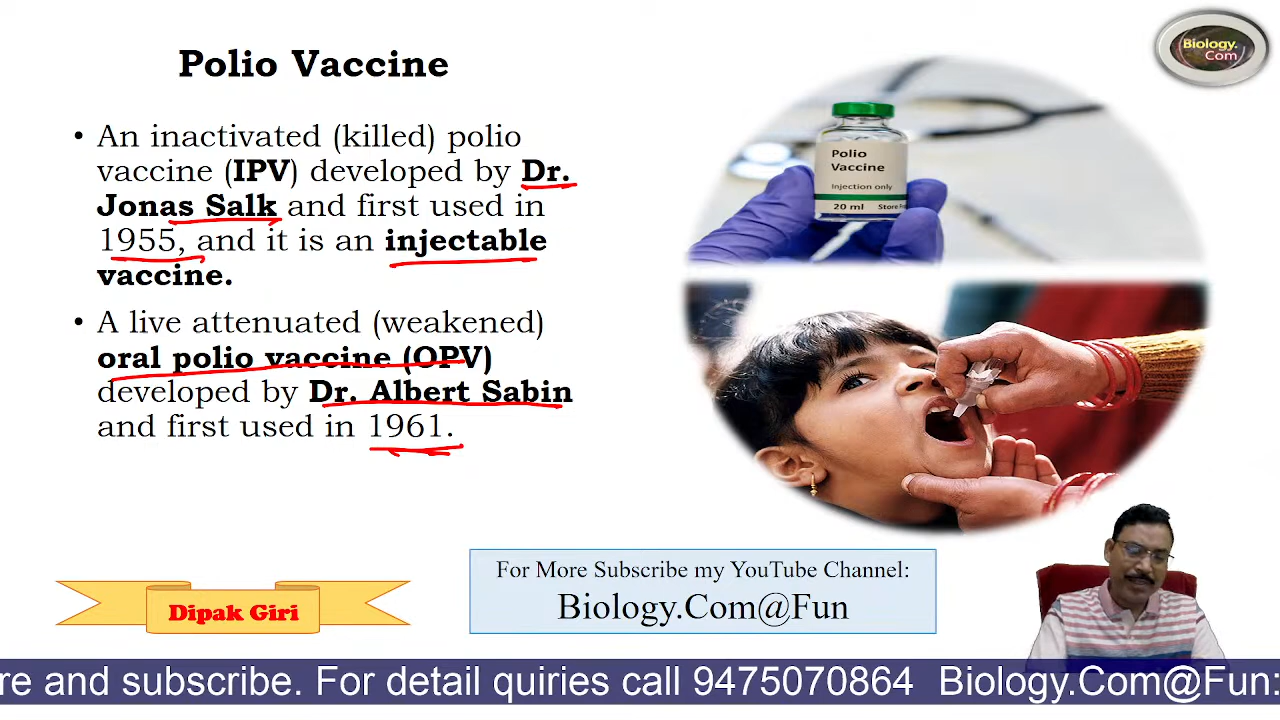 Polio Vaccine
Biology.
Com
• An inactivated (killed) polio
vaccine (IPV) developed by Dr.
Jonas Salk and first used in
1955, and it is an injectable
vaccine.
• A live attenuated (weakened)
oral polio vaccine (OPV)
developed by Dr. Albert Sabin
and first used in 1961.
Polio
Vaccine
Injection only
20 ml Store
Dipak Giri
For More Subscribe my YouTube Channel:
Biology.Com@Fun
re and subscribe. For detail quiries call 9475070864 Biology.Com@Fun: